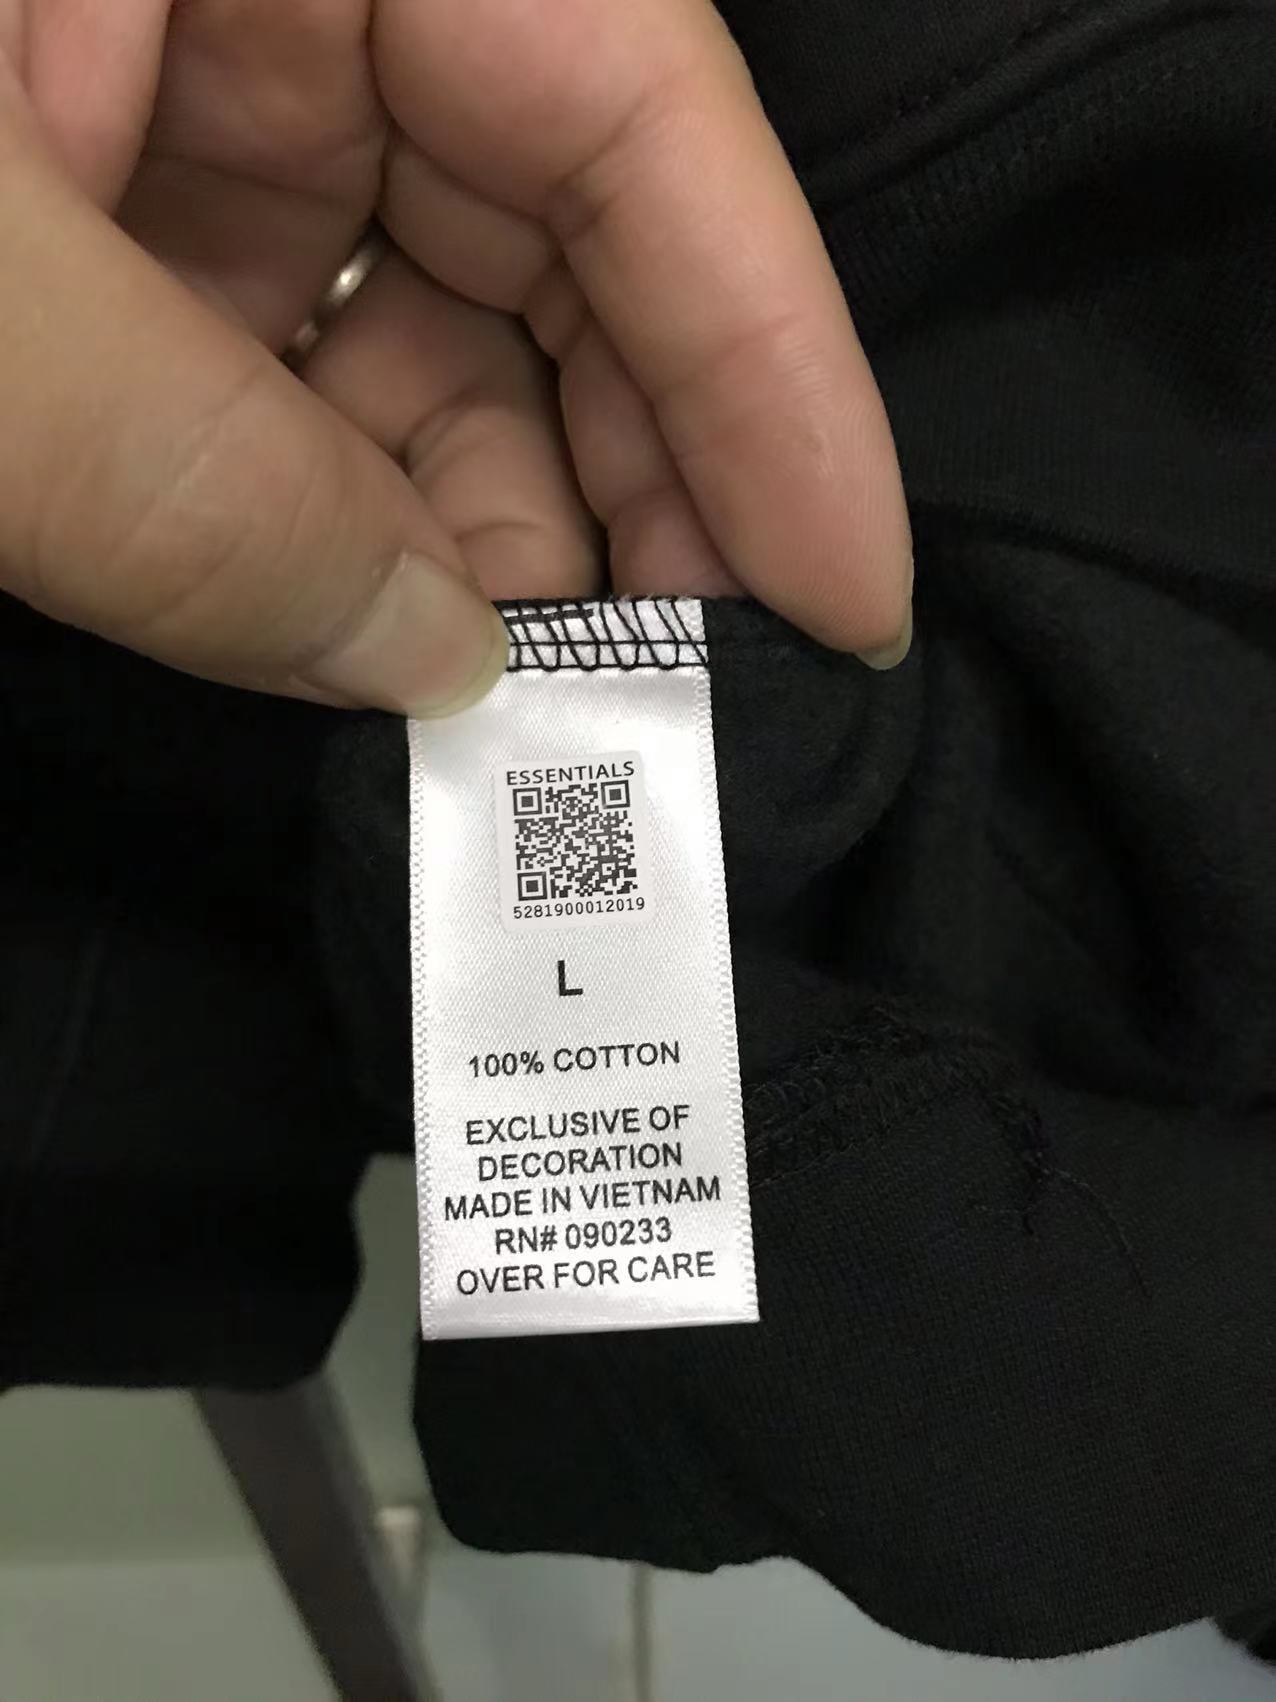 ESSENTIALS
5281900012019
L
100% COTTON
EXCLUSIVE OF
DECORATION
MADE IN VIETNAM
RN# 090233
OVER FOR CARE